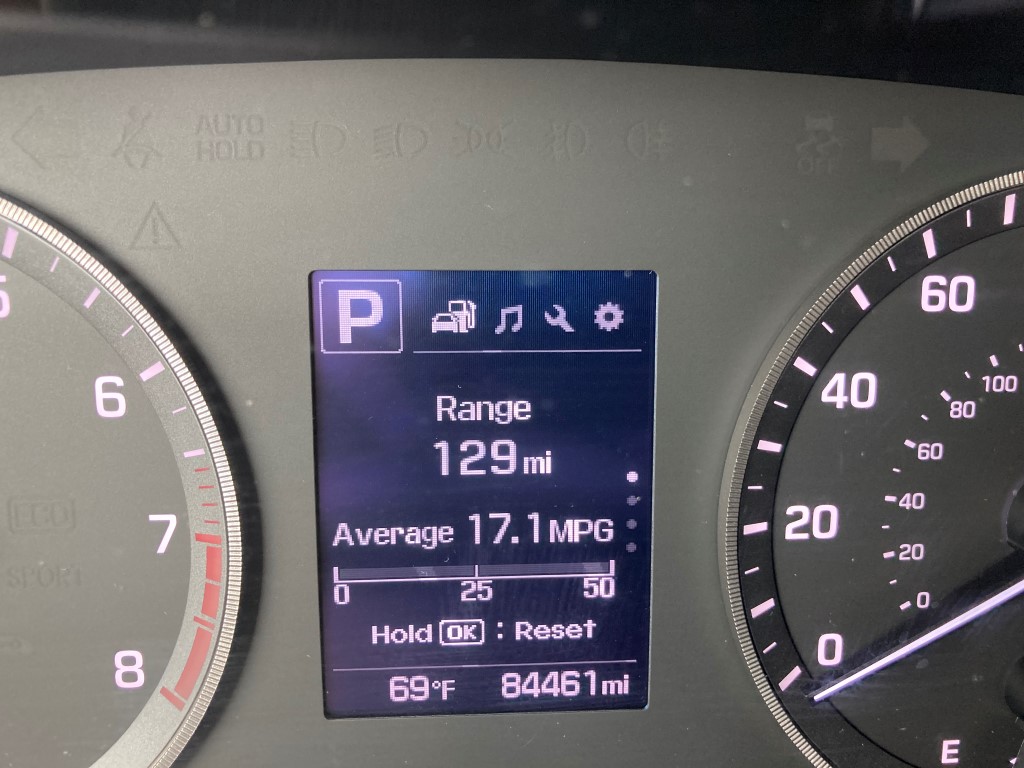 AUTO
HOLD
OFF
P
Range
129 mi
Average 17.1 MPG
0 25 50
Hold OK : Reset
69°F 84461 mi
6
7
8
ECO
SPORT
60
40
20
0
100
80
60
40
20
0
E